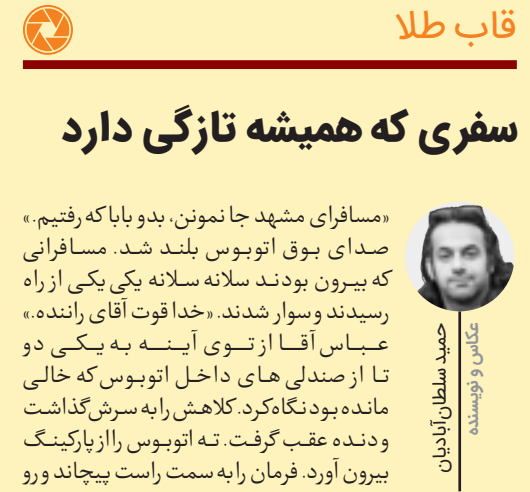 قاب طلا
سفری که همیشه تازگی دارد
«مسافرای مشهد جا نمونن، بدو بابا که رفتیم.»
صدای بوق اتوبوس بلند شد. مسافرانی
که بیرون بودند سلانه سلانه یکی یکی از راه
رسیدند و سوار شدند. «خدا قوت آقای راننده.»
عباس آقا از توی آینه به یکی دو
تا از صندلی های داخل اتوبوس که خالی
مانده بود نگاه کرد. کلاهش را به سرش گذاشت
و دنده عقب گرفت. ته اتوبوس را از پارکینگ
بیرون آورد. فرمان را به سمت راست پیچاند و رو
حمید سلطان‌آبادیان
عکاس و نویسنده